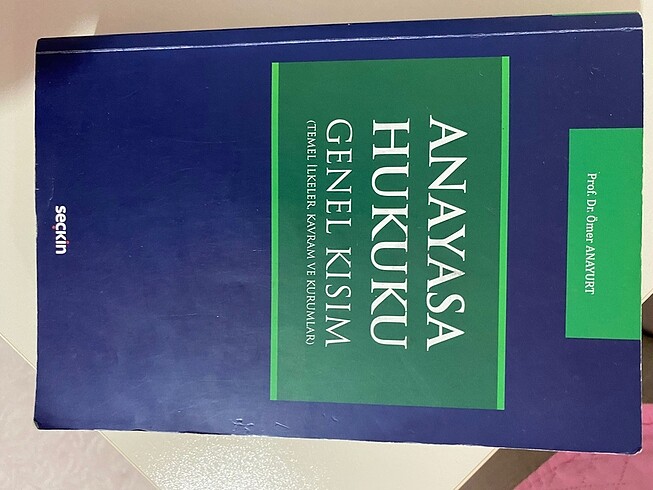 Prof. Dr. Ömer ANAYURT
ANAYASA
HUKUKU
GENEL KISIM
(TEMEL İLKELER, KAVRAM VE KURUMLAR)
seçkin